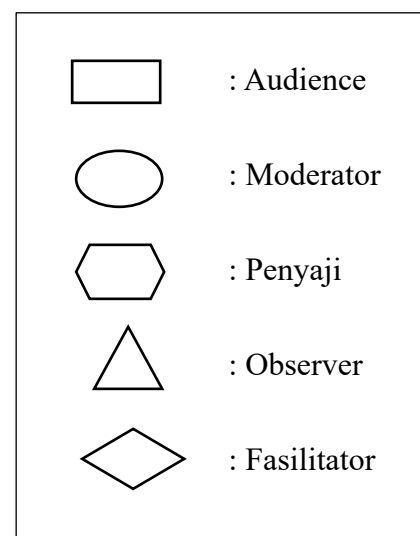 : Audience
: Moderator
: Penyaji
: Observer
: Fasilitator